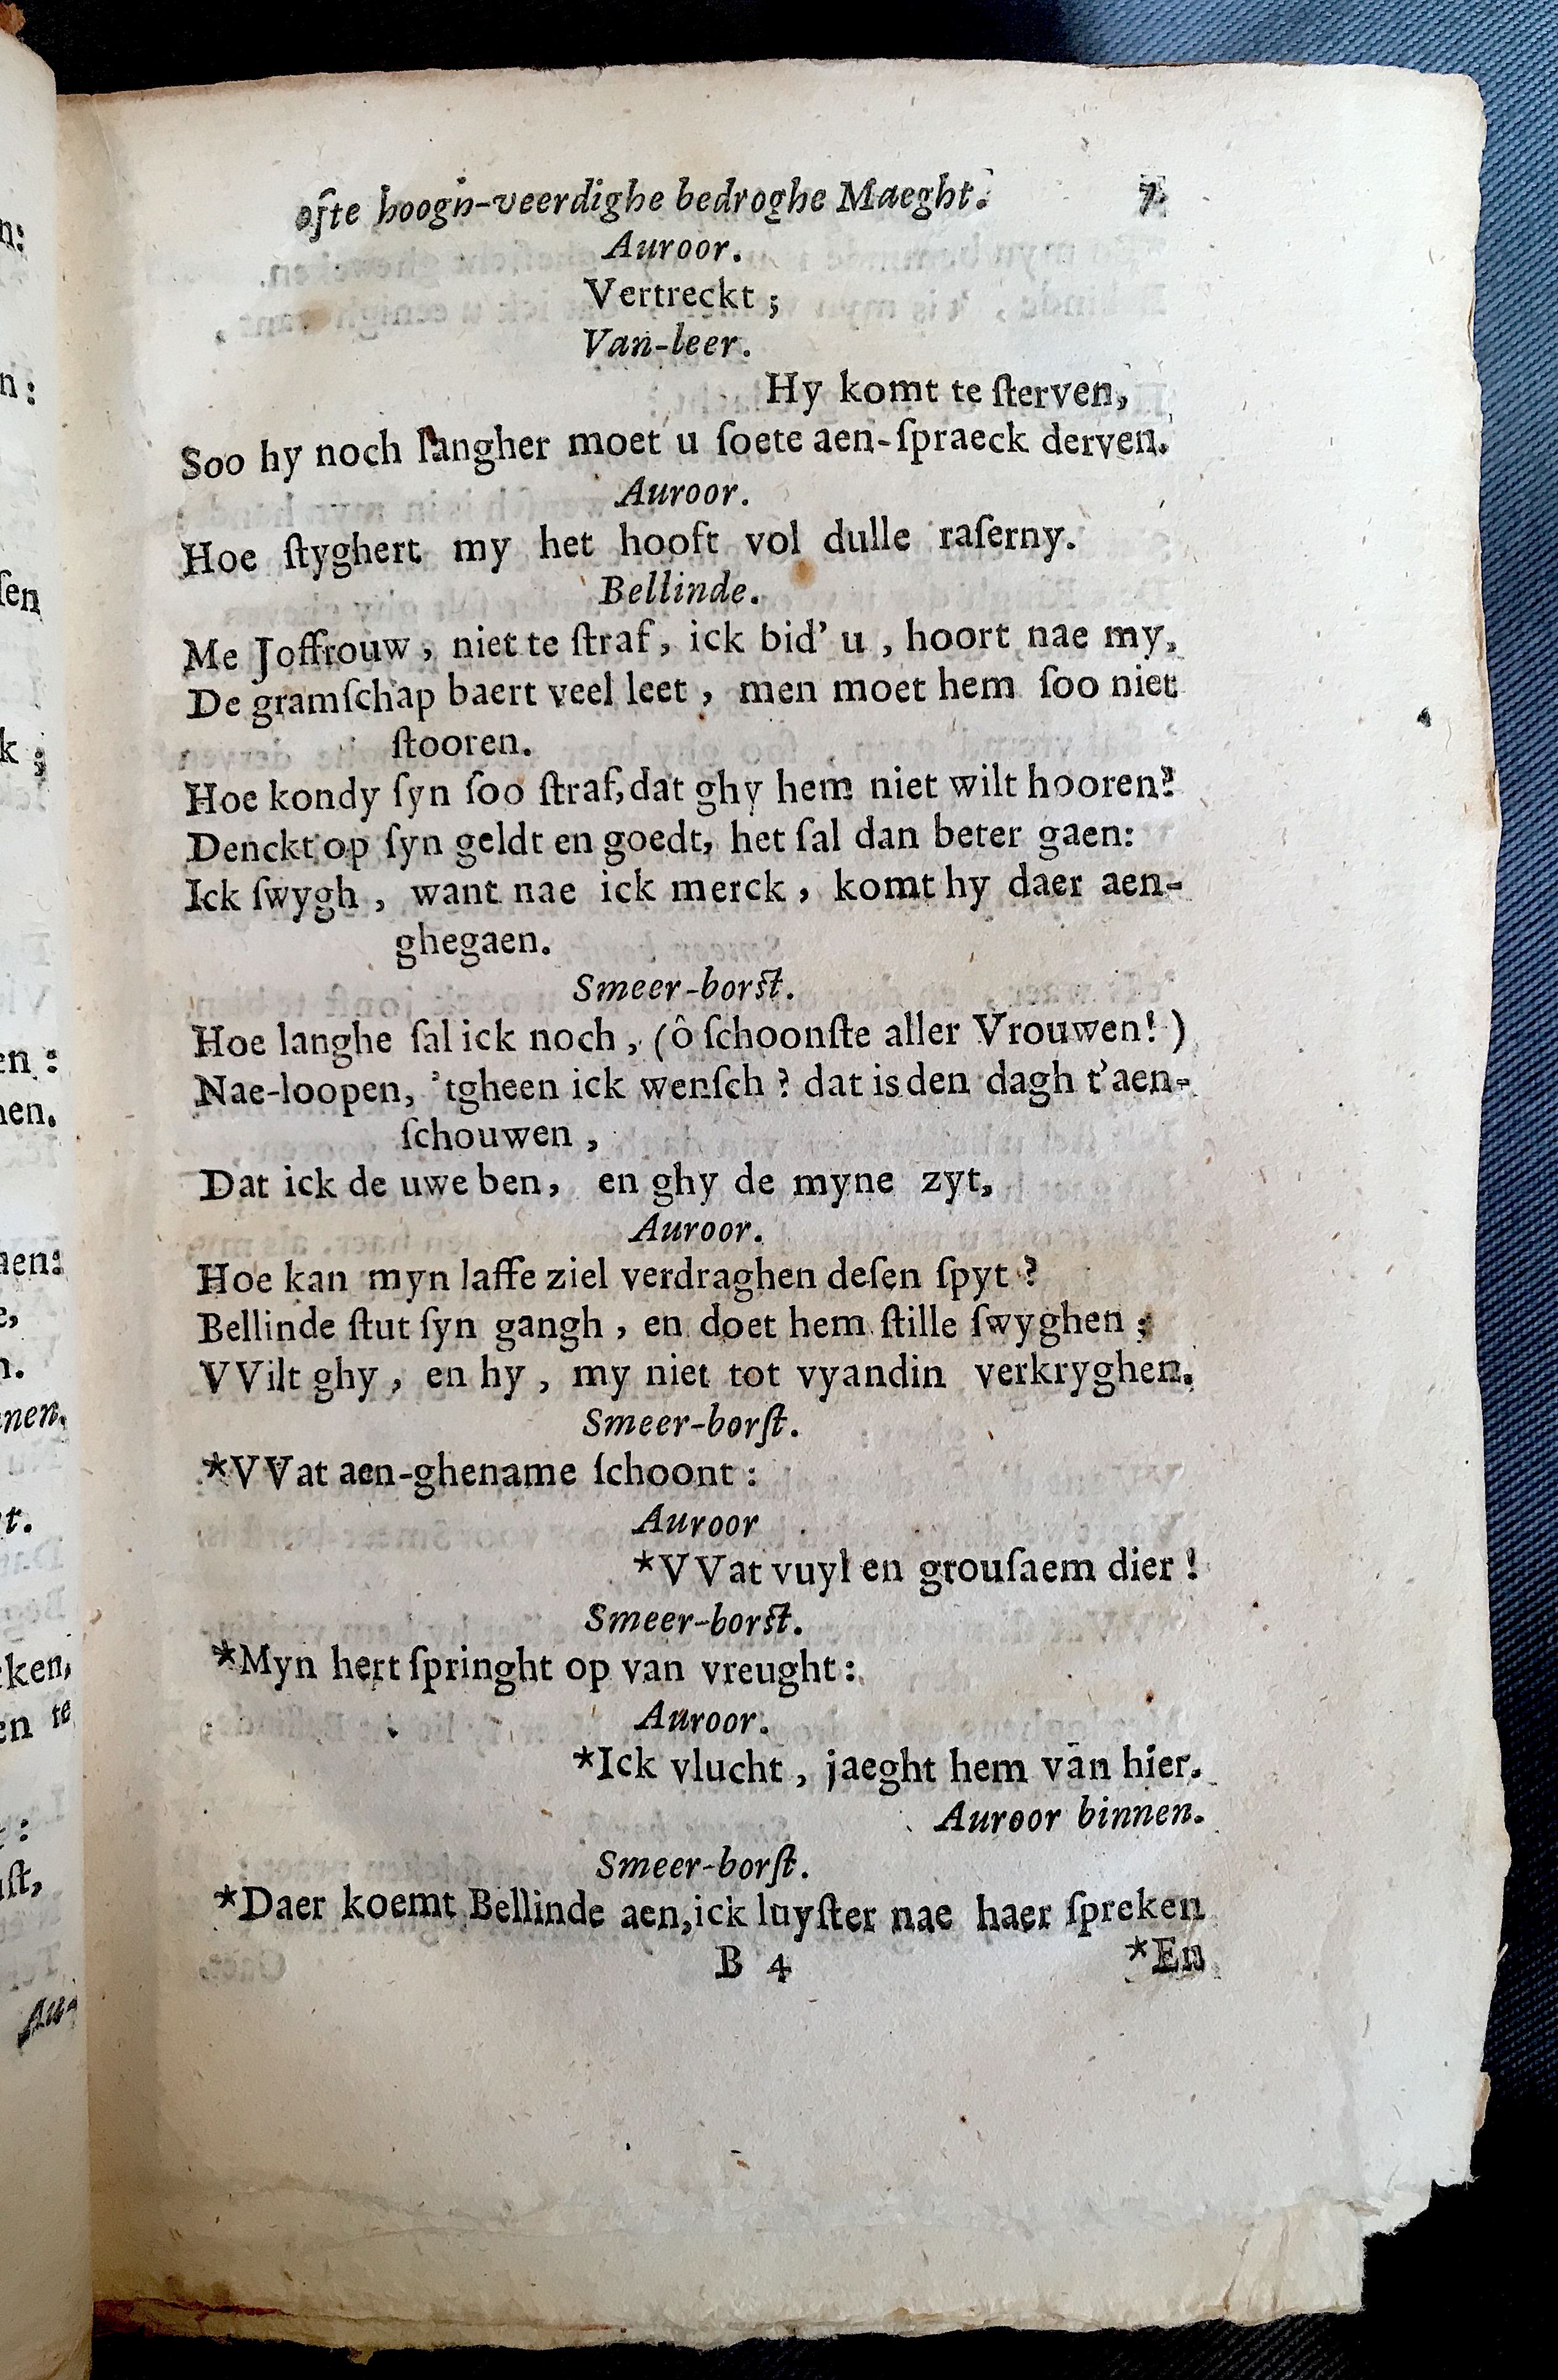 ofte hoogh-veerdighe bedroghe Maeght. 7
Auroor.
Vertreckt ;
Van-leer.
Hy komt te ſterven,
Soo hy noch langher moet u ſoete aen-ſpraeck derven.
Auroor.
Hoe ſtyghert my het hooft vol dulle raſerny.
Bellinde.
Me Joffrouw, niet te ſtraf, ick bid' u , hoort nae my,
De gramſchap baert veel leet , men moet hem ſoo niet
ſtooren.
Hoe kondy ſyn ſoo ſtraf,dat ghy hem niet wilt hooren?
Denckt op ſyn geldt en goedt, het ſal dan beter gaen:
Ick ſwygh , want nae ick merck , komt hy daer aen-
ghegaen.
Smeer-borſt.
Hoe langhe ſal ick noch , (ô ſchoonſte aller Vrouwen! )
Nae-loopen, 'tgheen ick wenſch ? dat is den dagh t'aen-
ſchouwen ,
Dat ick de uwe ben, en ghy de myne zyt,
Auroor.
Hoe kan myn laffe ziel verdraghen deſen ſpyt ?
Bellinde ſtut ſyn gangh , en doet hem ſtille ſwyghen ;
VVilt ghy , en hy , my niet tot vyandin verkryghen.
Smeer-borſt.
*VVat aen-ghename ſchoont :
Auroor
*VVat vuyl en grouſaem dier !
Smeer-borſt.
*Myn hert ſpringht op van vreught :
Auroor.
*Ick vlucht , jaeght hem van hier.
Auroor binnen.
Smeer-borſt.
*Daer koemt Bellinde aen,ick luyſter nae haer ſpreken
B 4 *En